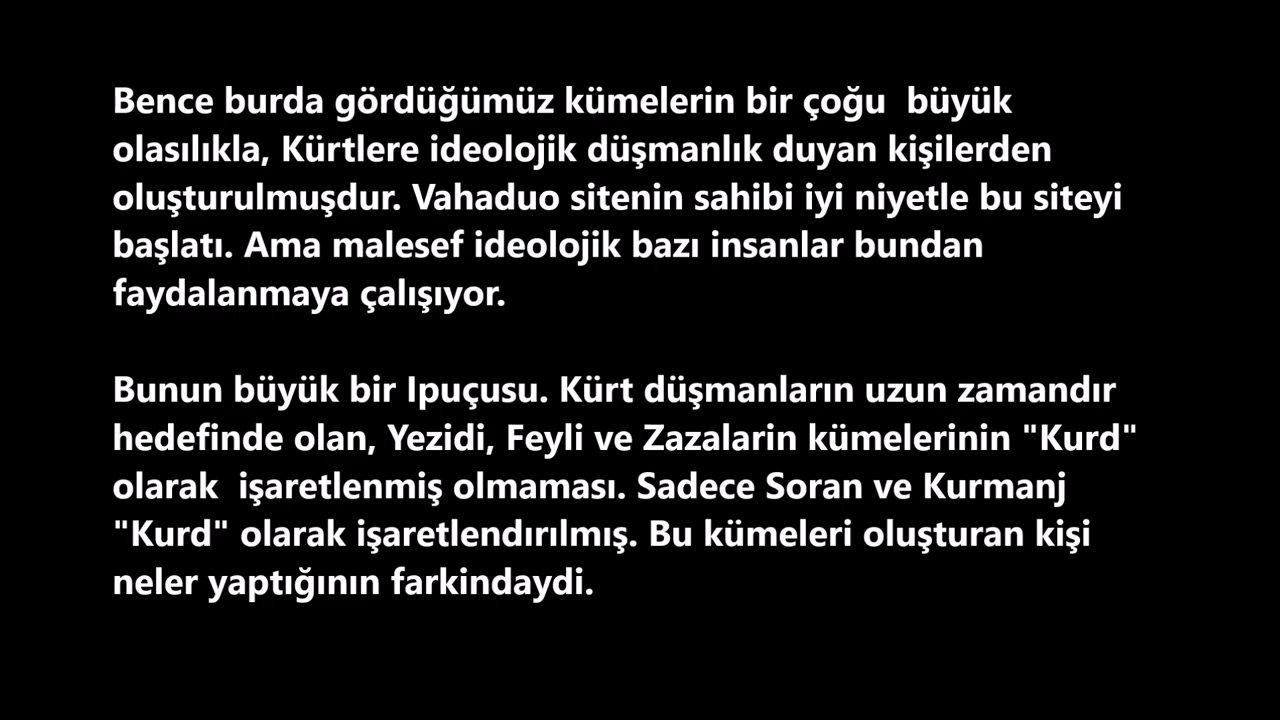 Bence burda gördüğümüz kümelerin bir çoğu  büyük
olasılıkla, Kürtlere ideolojik düşmanlık duyan kişilerden
oluşturulmuşdur. Vahaduo sitenin sahibi iyi niyetle bu siteyi
başlatı. Ama malesef ideolojik bazı insanlar bundan
faydalanmaya çalışıyor.
Bunun büyük bir Ipuçusu. Kürt düşmanların uzun zamandır
hedefinde olan, Yezidi, Feyli ve Zazalarin kümelerinin "Kurd"
olarak  işaretlenmiş olmaması. Sadece Soran ve Kurmanj
"Kurd" olarak işaretlendırılmış. Bu kümeleri oluşturan kişi
neler yaptığının farkindaydi.